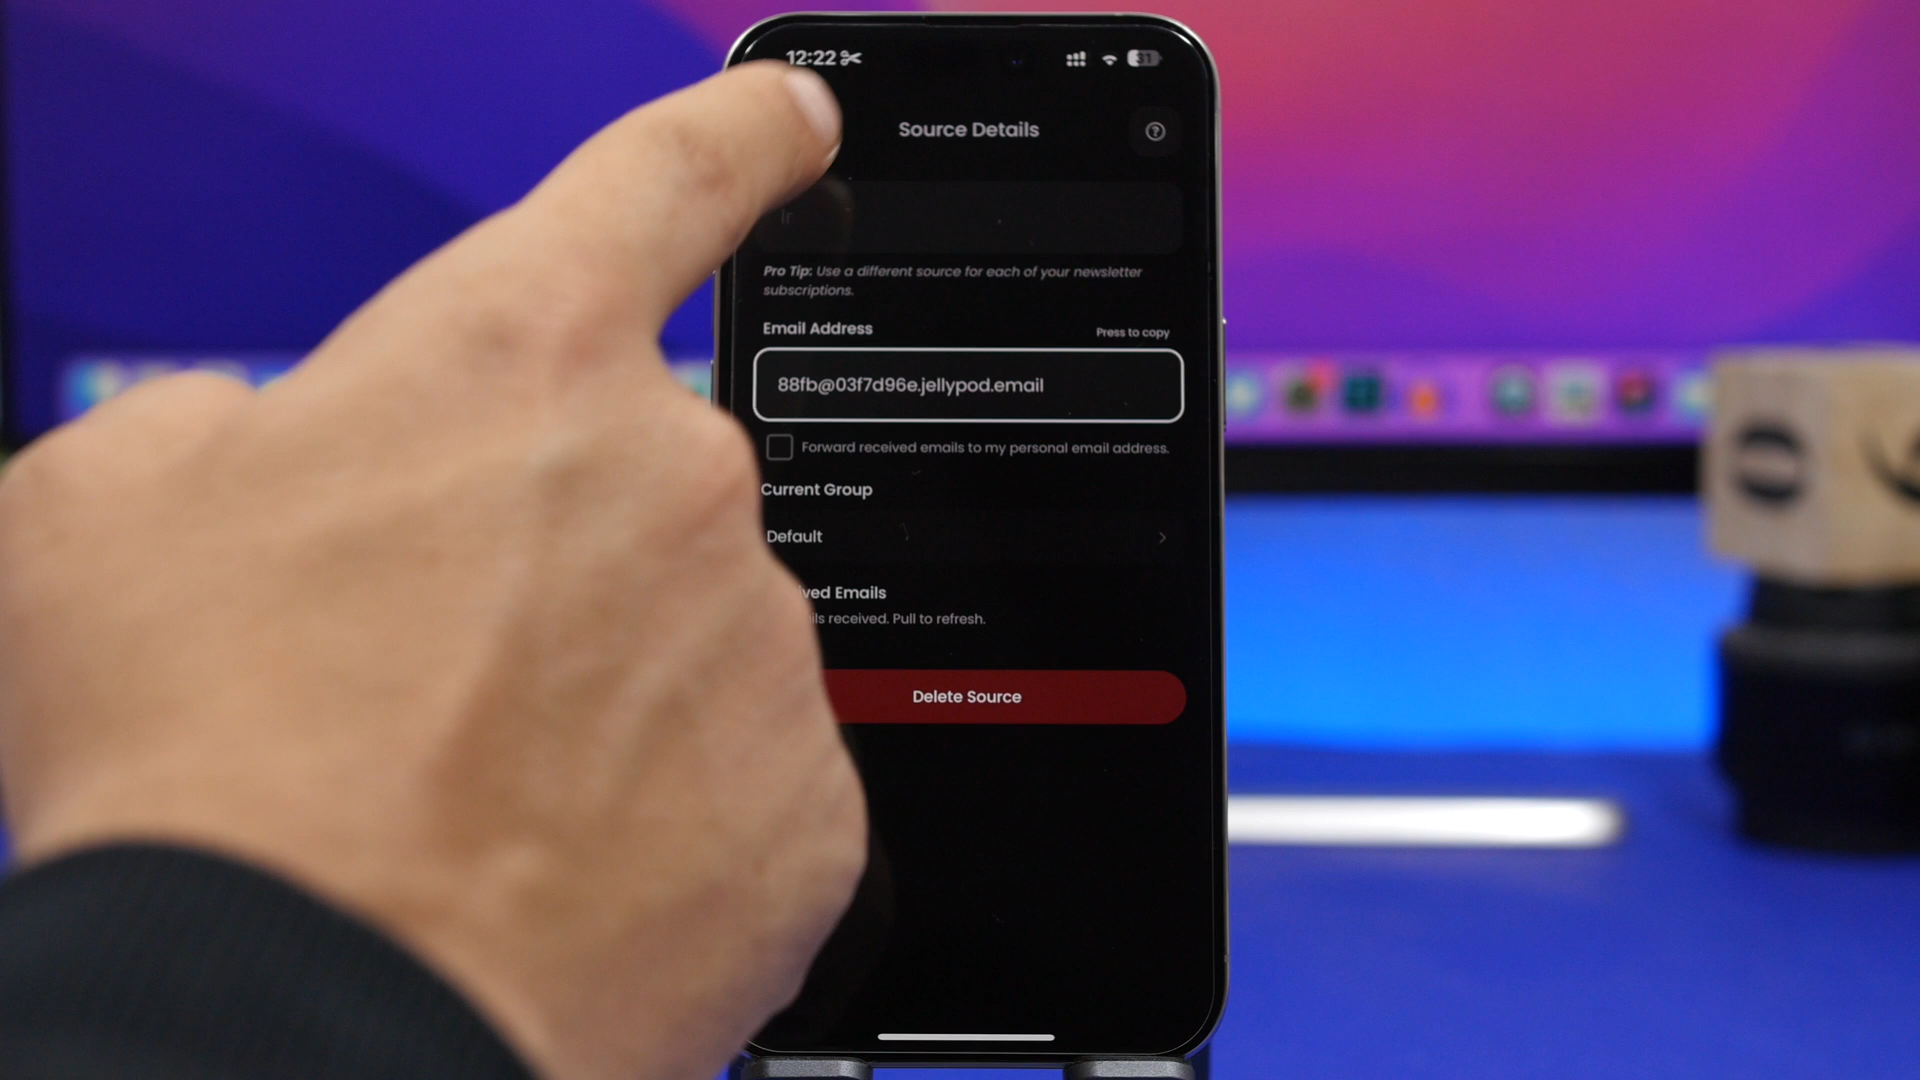 12:22
31
Source Details
Pro Tip: Use a different source for each of your newsletter
subscriptions.
Email Address
Press to copy
88fb@03f7d96e.jellypod.email
Forward received emails to my personal email address.
Current Group
Default
Emails
received. Pull to refresh.
Delete Source